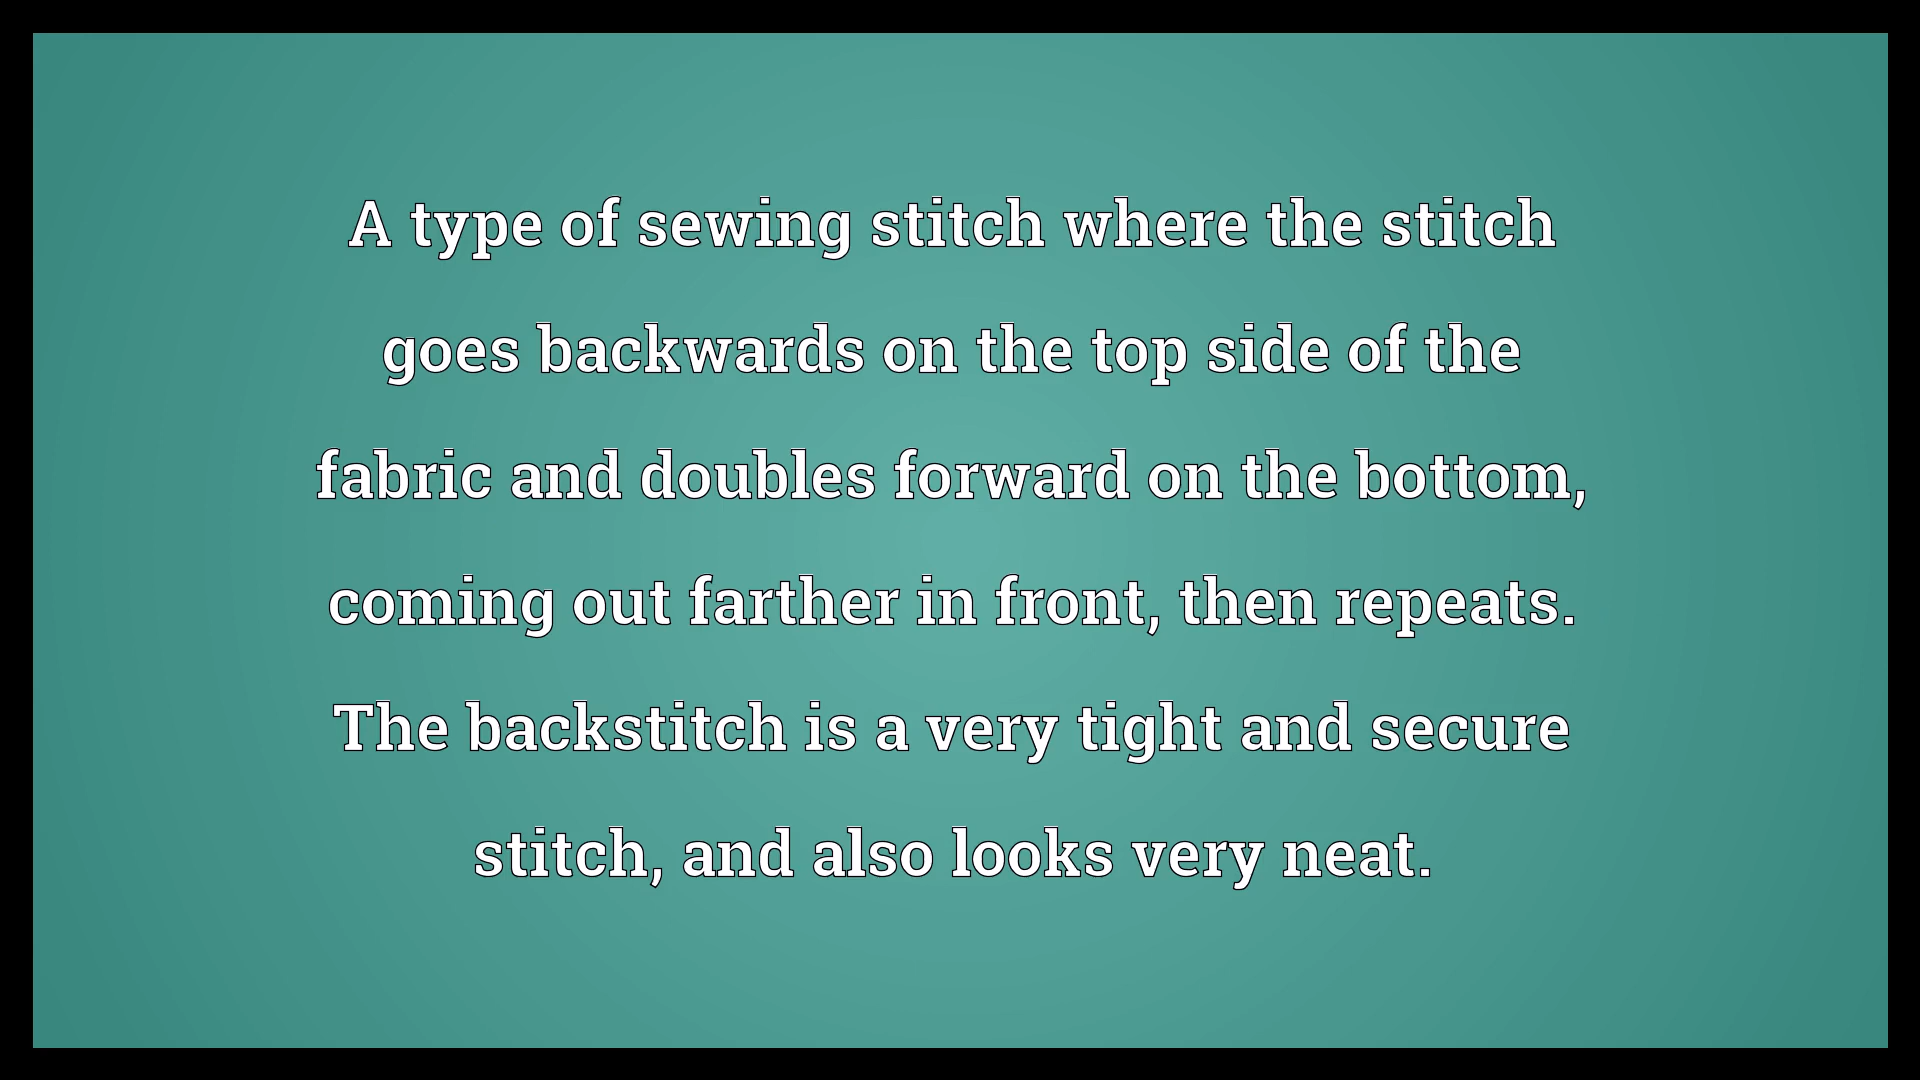 A type of sewing stitch where the stitch
goes backwards on the top side of the
fabric and doubles forward on the bottom,
coming out farther in front, then repeats.
The backstitch is a very tight and secure
stitch, and also looks very neat.